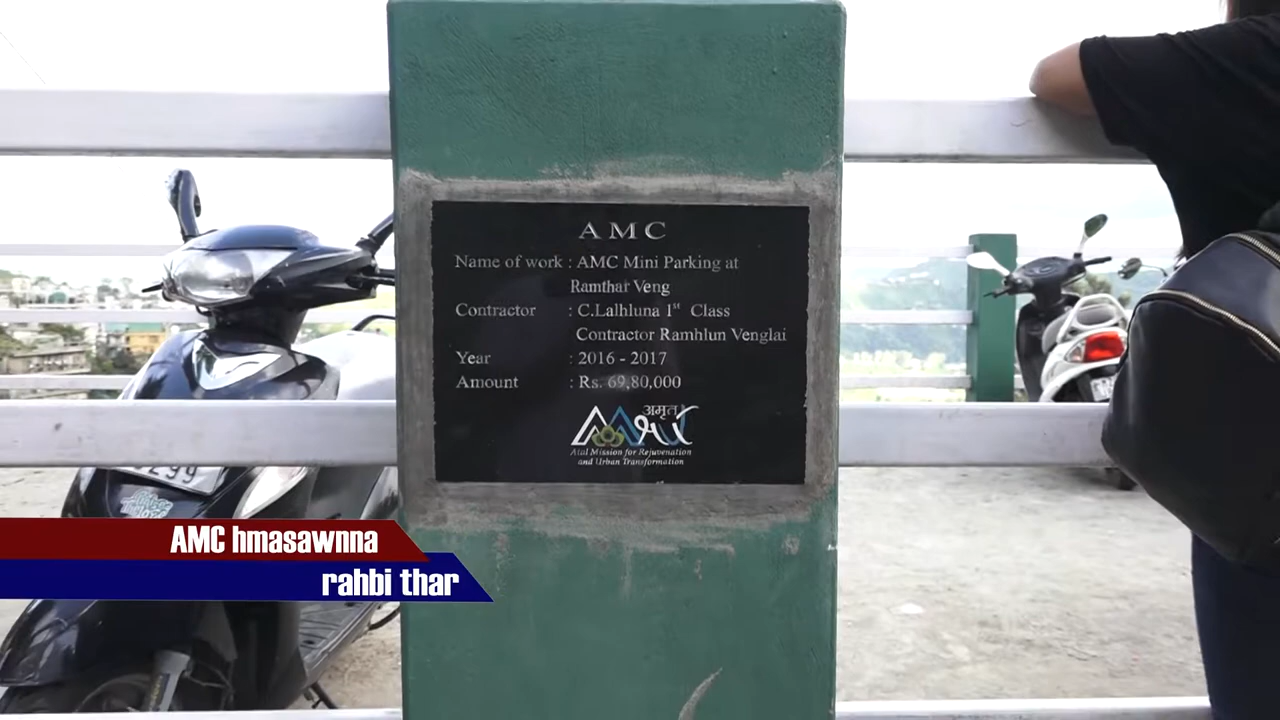 AMC
Name of work : AMC Mini Parking at
Ramthar Veng
Contractor : C.Lalhluna 1st Class
Contractor Ramhlun Venglai
Year : 2016 - 2017
Amount : Rs. 69,80,000
अमृत
Atal Mission for Rejuvenation
and Urban Transformation
AMC hmasawnna
rahbi thar